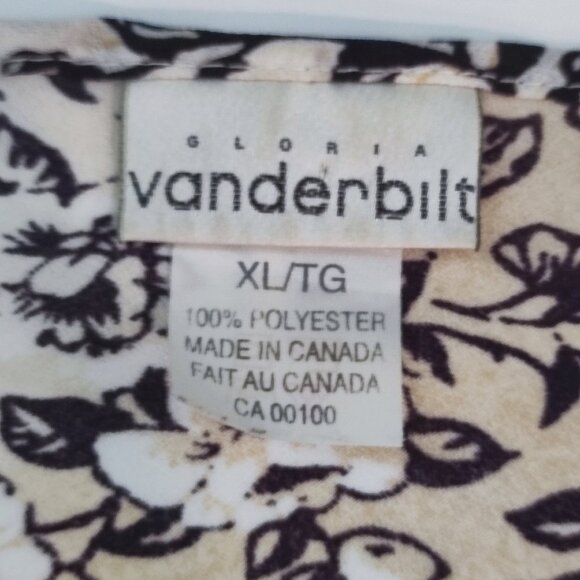 GLORIA
vanderbilt
XL/TG
100% POLYESTER
MADE IN CANADA
FAIT AU CANADA
CA 00100